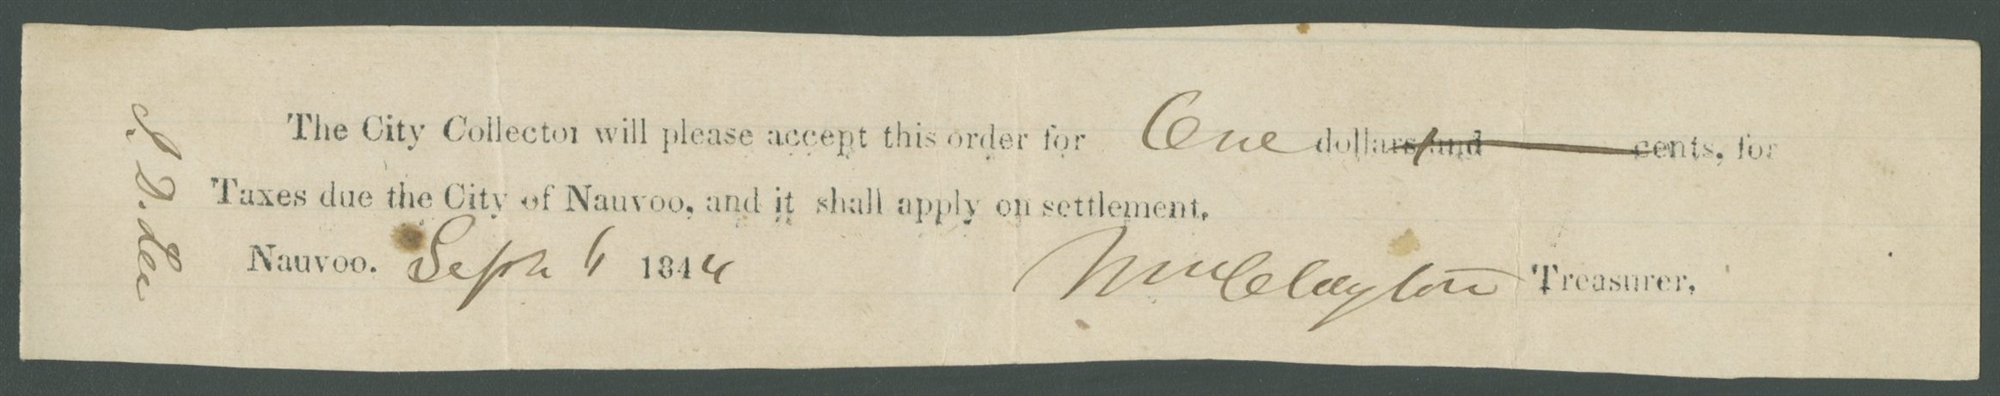 The City Collector will please accept this order for One dollars, and cents, for
Taxes due the City of Nauvoo, and it shall apply on settlement.
Nauvoo. Sept 6 1844 Wm Clayton Treasurer,
J. D. Lee